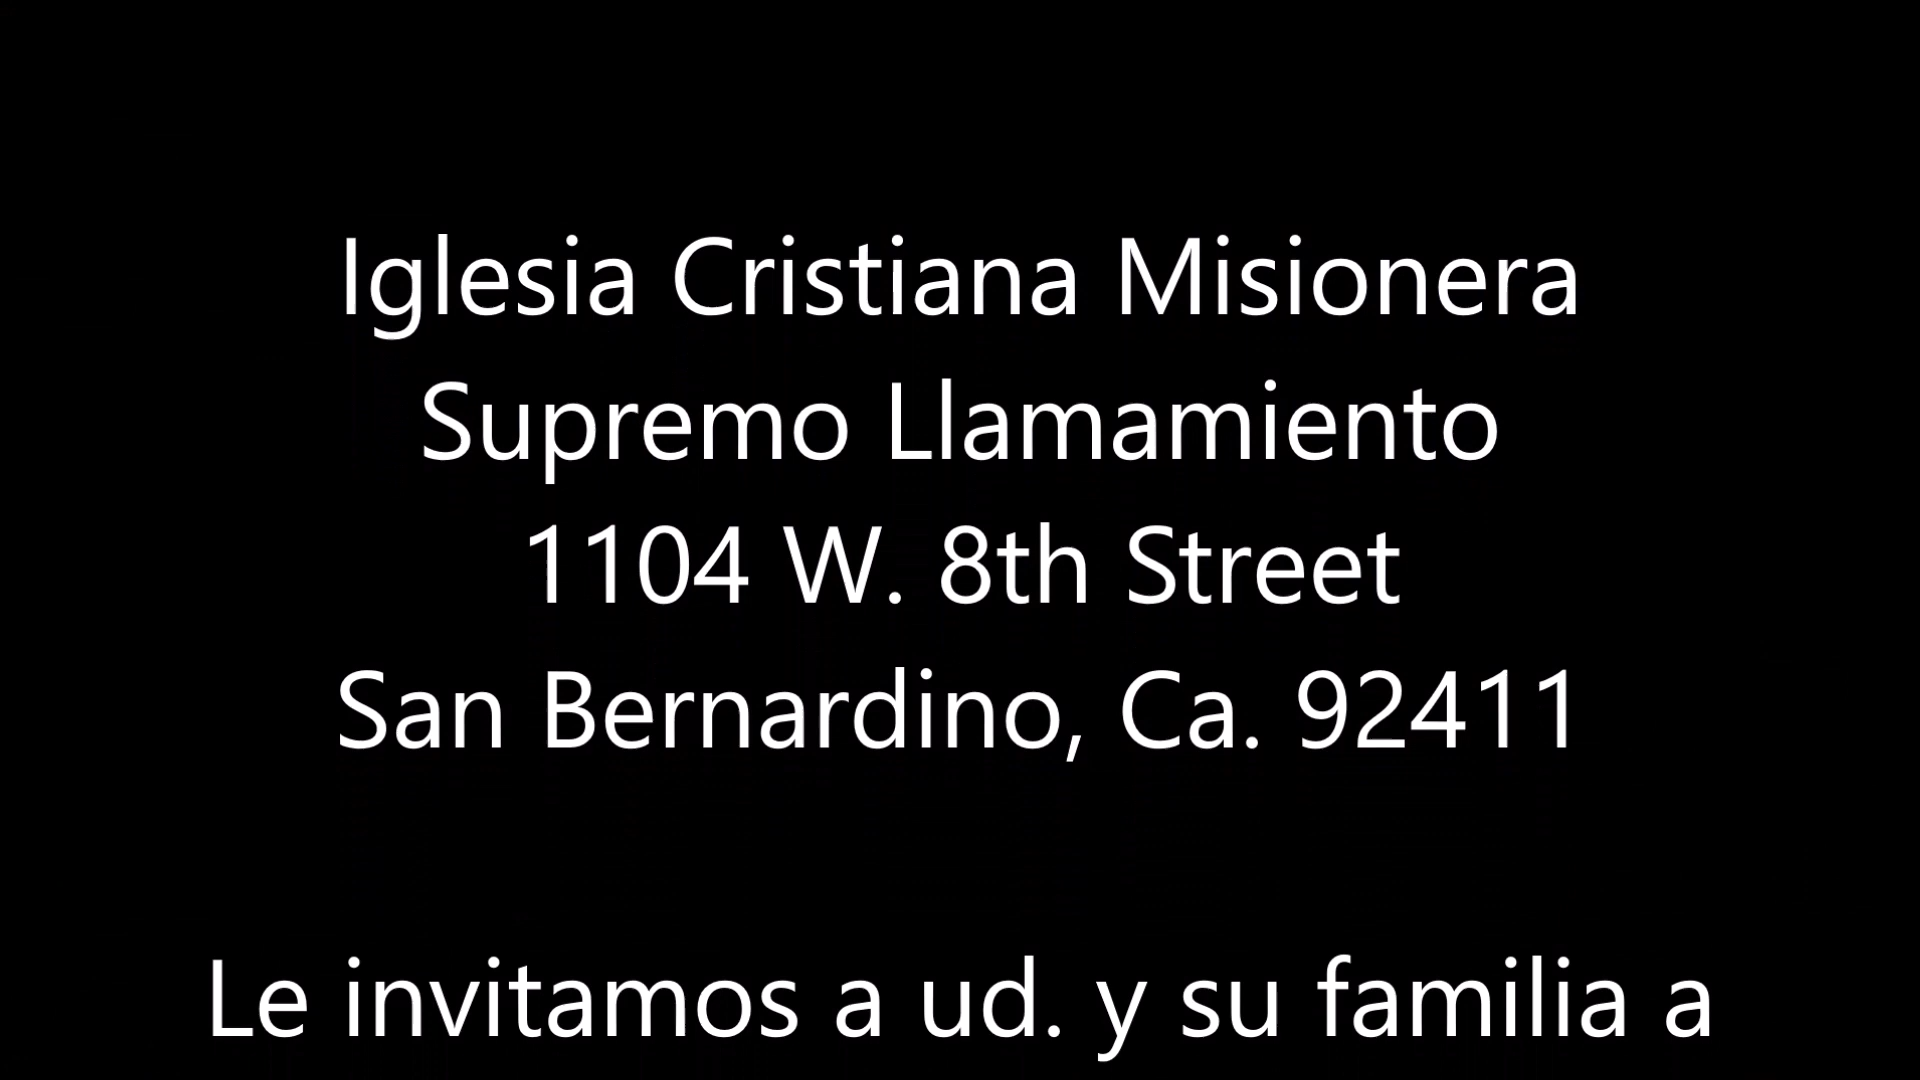 Iglesia Cristiana Misionera
Supremo Llamamiento
1104 W. 8th Street
San Bernardino, Ca. 92411
Le invitamos a ud. y su familia a